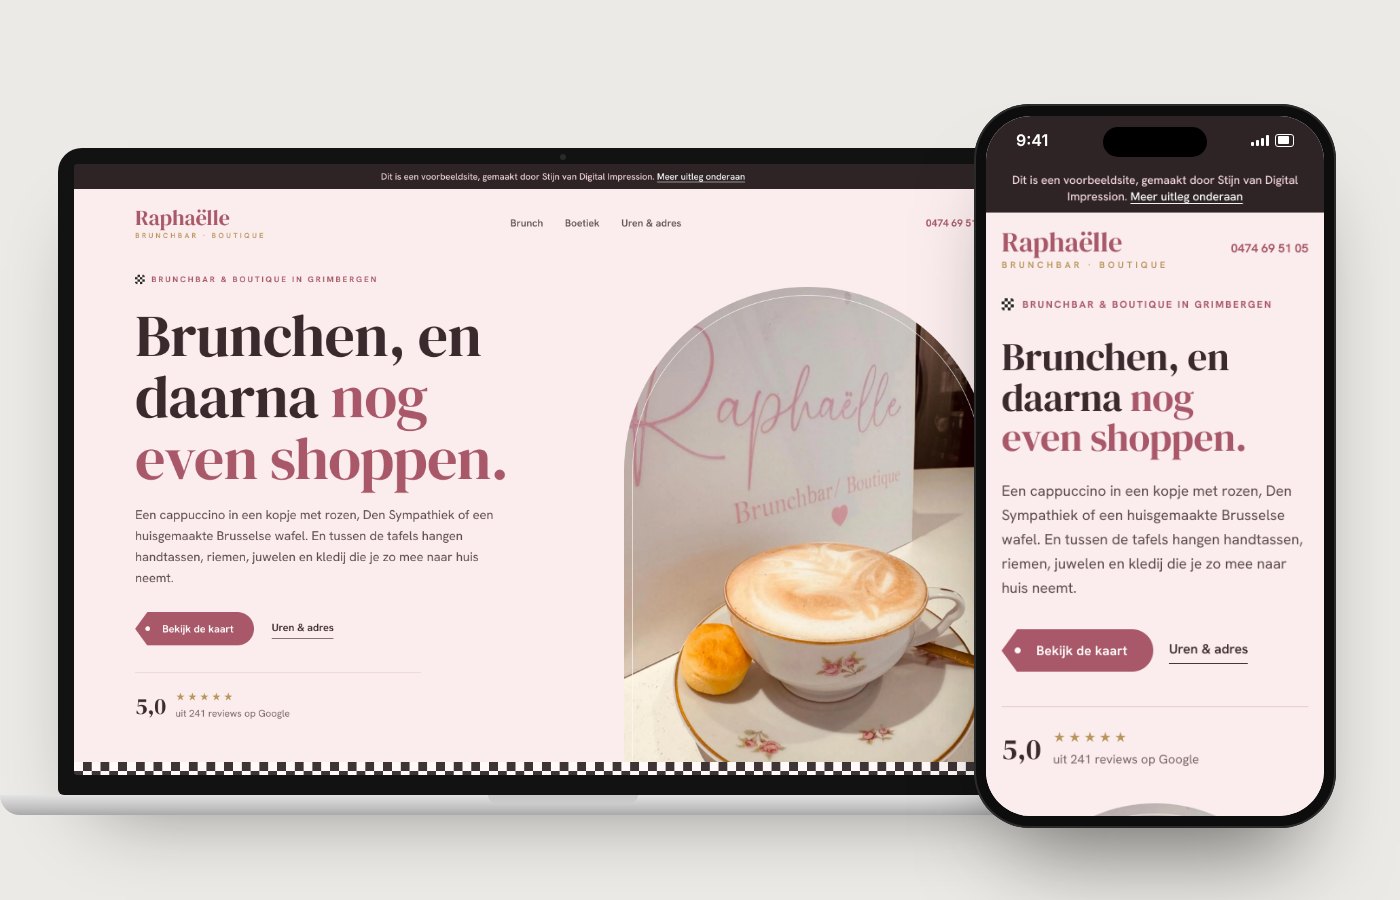 Dit is een voorbeeldsite, gemaakt door Stijn van Digital Impression. Meer uitleg onderaan
Raphaëlle
BRUNCHBAR · BOUTIQUE
Brunch
Boetiek
Uren & adres
0474 69 5
BRUNCHBAR & BOUTIQUE IN GRIMBERGEN
Brunchen, en
daarna nog
even shoppen.
Een cappuccino in een kopje met rozen, Den Sympathiek of een
huisgemaakte Brusselse wafel. En tussen de tafels hangen
handtassen, riemen, juwelen en kledij die je zo mee naar huis
neemt.
Bekijk de kaart
Uren & adres
5,0
★★★★★
uit 241 reviews op Google
Raphaëlle
Brunchbar/ Boutique
9:41
Dit is een voorbeeldsite, gemaakt door Stijn van Digital
Impression. Meer uitleg onderaan
Raphaëlle
BRUNCHBAR · BOUTIQUE
0474 69 51 05
BRUNCHBAR & BOUTIQUE IN GRIMBERGEN
Brunchen, en
daarna nog
even shoppen.
Een cappuccino in een kopje met rozen, Den
Sympathiek of een huisgemaakte Brusselse
wafel. En tussen de tafels hangen handtassen,
riemen, juwelen en kledij die je zo mee naar
huis neemt.
Bekijk de kaart
Uren & adres
5,0
★★★★★
uit 241 reviews op Google